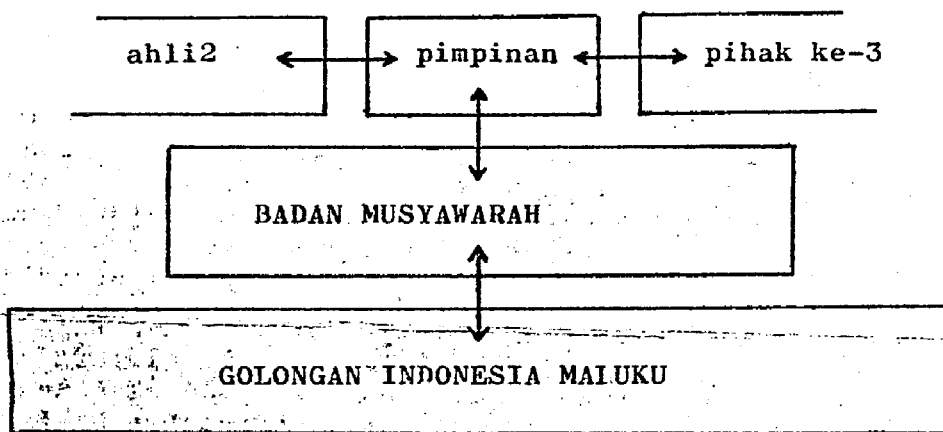 ahli2 pimpinan pihak ke-3
BADAN MUSYAWARAH
GOLONGAN INDONESIA MALUKU